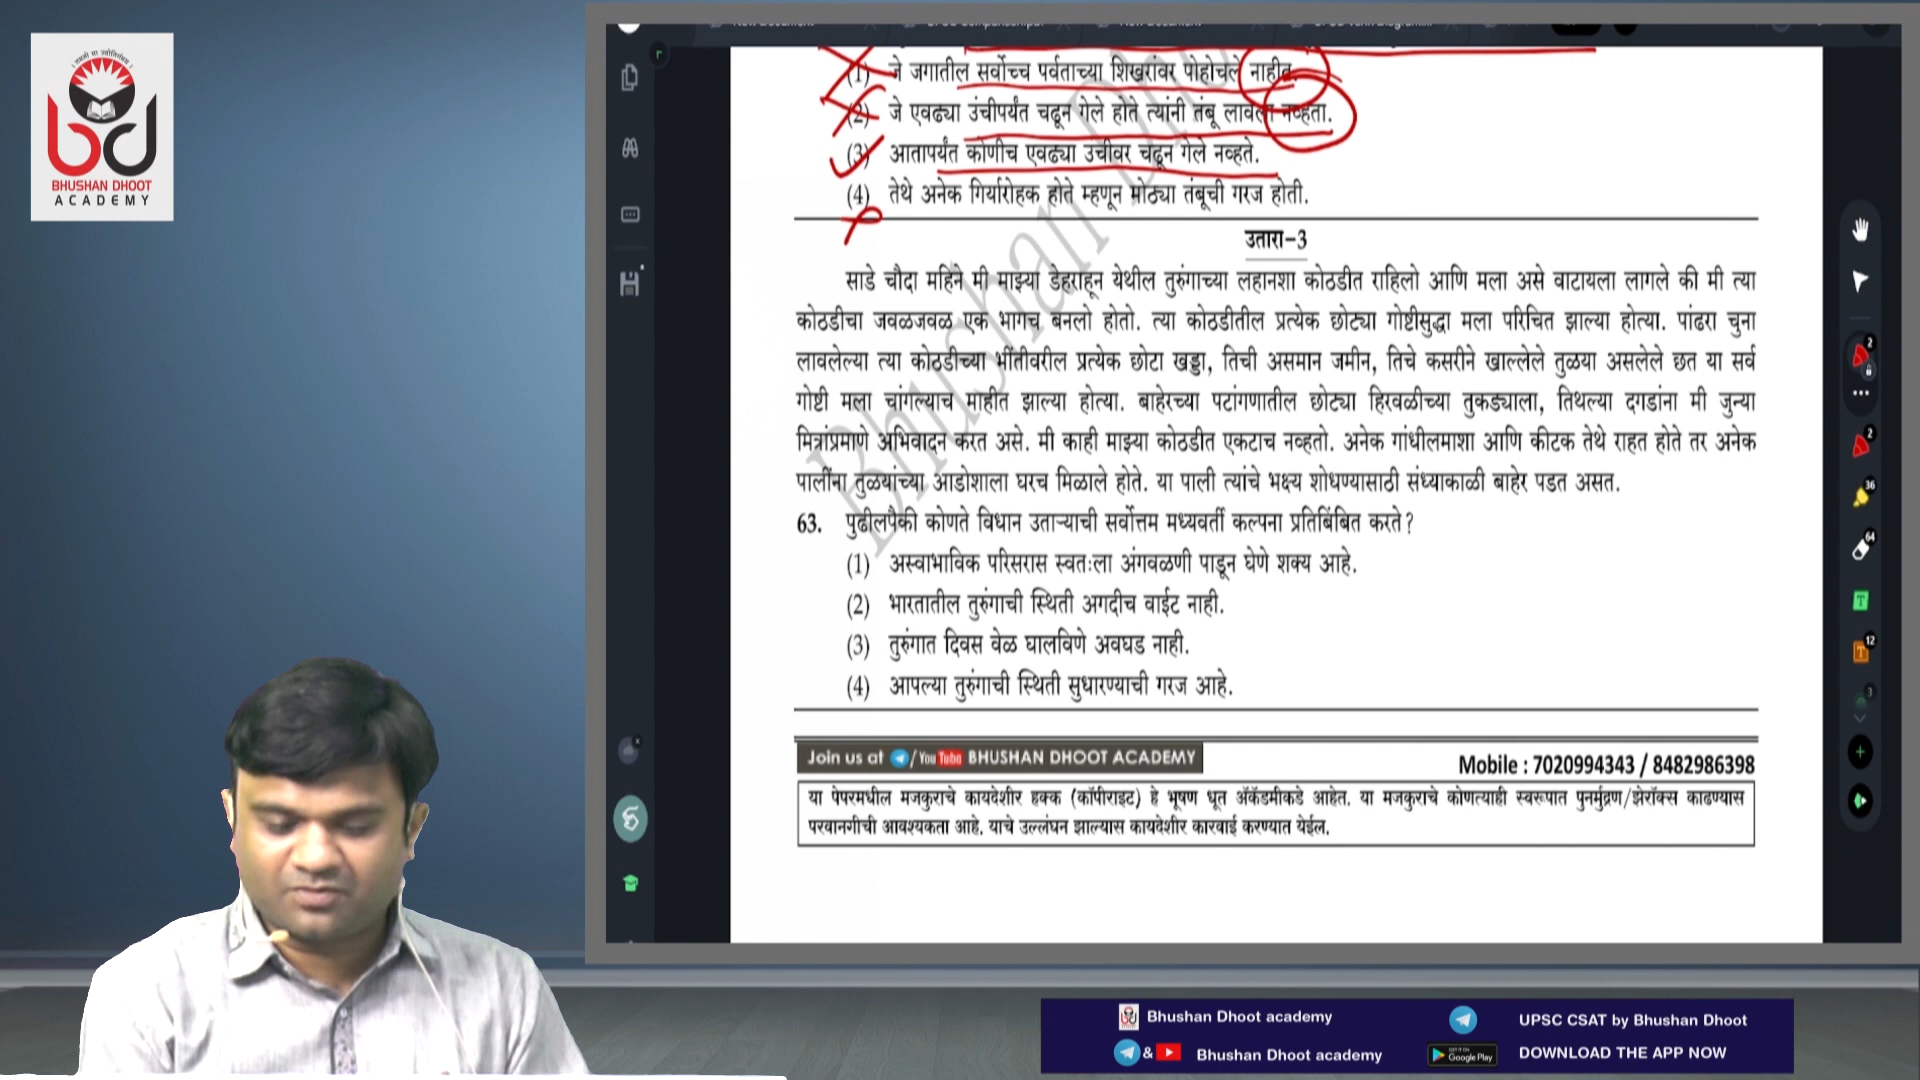 BHUSHAN DHOOT
ACADEMY
(1) जे जगातील सर्वोच्च पर्वताच्या शिखरांवर पोहोचले नाहीत.
(2) जे एवढ्या उंचीपर्यंत चढून गेले होते त्यांनी तंबू लावला नव्हता.
(3) आतापर्यंत कोणीच एवढ्या उंचीवर चढून गेले नव्हते.
(4) तेथे अनेक गिर्यारोहक होते म्हणून मोठ्या तंबूची गरज होती.
उतारा-3
साडे चौदा महिने मी माझ्या डेहराहून येथील तुरुंगाच्या लहानशा कोठडीत राहिलो आणि मला असे वाटायला लागले की मी त्या
कोठडीचा जवळजवळ एक भागच बनलो होतो. त्या कोठडीतील प्रत्येक छोट्या गोष्टीसुद्धा मला परिचित झाल्या होत्या. पांढरा चुना
लावलेल्या त्या कोठडीच्या भींतीवरील प्रत्येक छोटा खड्डा, तिची असमान जमीन, तिचे कसरीने खाल्लेले तुळया असलेले छत या सर्व
गोष्टी मला चांगल्याच माहीत झाल्या होत्या. बाहेरच्या पटांगणातील छोट्या हिरवळीच्या तुकड्याला, तिथल्या दगडांना मी जुन्या
मित्रांप्रमाणे अभिवादन करत असे. मी काही माझ्या कोठडीत एकटाच नव्हतो. अनेक गांधीलमाशा आणि कीटक तेथे राहत होते तर अनेक
पालींना तुळयांच्या आडोशाला घरच मिळाले होते. या पाली त्यांचे भक्ष्य शोधण्यासाठी संध्याकाळी बाहेर पडत असत.
63. पुढीलपैकी कोणते विधान उताऱ्याची सर्वोत्तम मध्यवर्ती कल्पना प्रतिबिंबित करते?
(1) अस्वाभाविक परिसरास स्वतःला अंगवळणी पाडून घेणे शक्य आहे.
(2) भारतातील तुरुंगाची स्थिती अगदीच वाईट नाही.
(3) तुरुंगात दिवस वेळ घालविणे अवघड नाही.
(4) आपल्या तुरुंगाची स्थिती सुधारण्याची गरज आहे.
Join us at /YouTube BHUSHAN DHOOT ACADEMY
Mobile : 7020994343 / 8482986398
या पेपरमधील मजकुराचे कायदेशीर हक्क (कॉपीराइट) हे भूषण धूत अ‍ॅकॅडमीकडे आहेत. या मजकुराचे कोणत्याही स्वरूपात पुनर्मुद्रण/झेरॉक्स काढण्यास
परवानगीची आवश्यकता आहे. याचे उल्लंघन झाल्यास कायदेशीर कारवाई करण्यात येईल.
Bhushan Dhoot academy
& Bhushan Dhoot academy
UPSC CSAT by Bhushan Dhoot
Google Play DOWNLOAD THE APP NOW